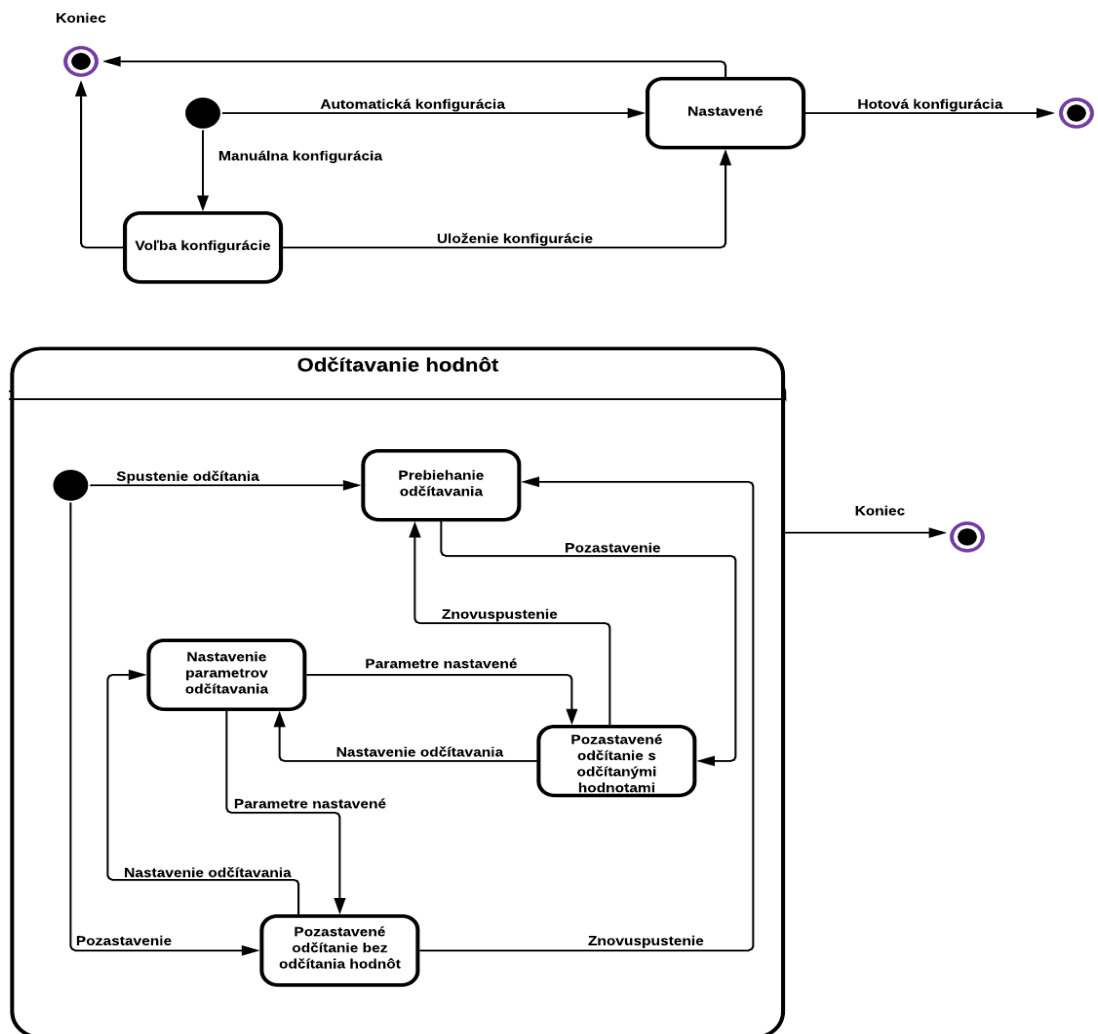 Koniec
Automatická konfigurácia
Nastavené
Hotová konfigurácia
Manuálna konfigurácia
Voľba konfigurácie
Uloženie konfigurácie
Odčítavanie hodnôt
Spustenie odčítania
Prebiehanie
odčítavania
Koniec
Pozastavenie
Znovuspustenie
Nastavenie
parametrov
odčítavania
Parametre nastavené
Nastavenie odčítavania
Pozastavené
odčítanie s
odčítanými
hodnotami
Parametre nastavené
Nastavenie odčítavania
Pozastavenie
Pozastavené
odčítanie bez
odčítania hodnôt
Znovuspustenie